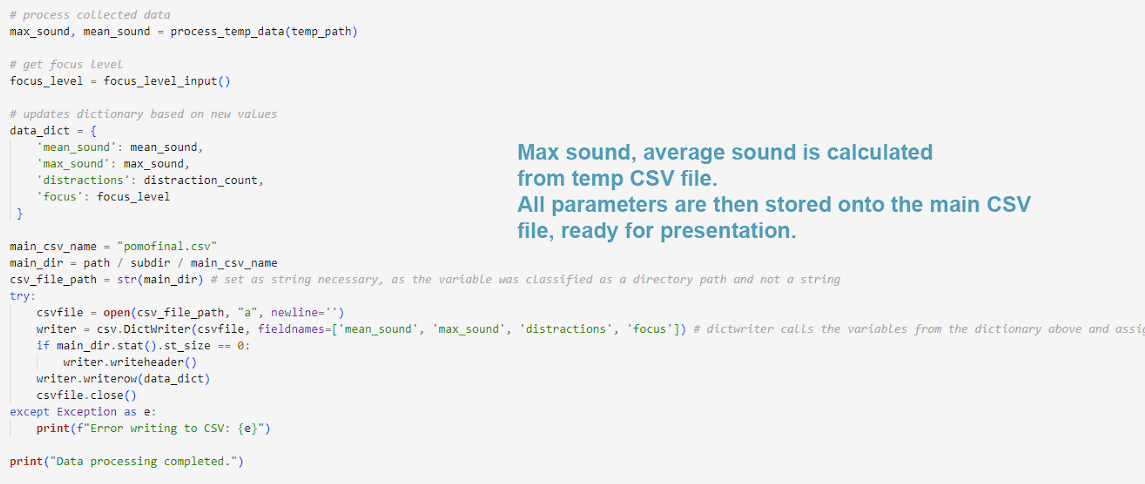 # process collected data
max_sound, mean_sound = process_temp_data(temp_path)
# get focus level
focus_level = focus_level_input()
# updates dictionary based on new values
data_dict = {
'mean_sound': mean_sound,
'max_sound': max_sound,
'distractions': distraction_count,
'focus': focus_level
}
Max sound, average sound is calculated
from temp CSV file.
All parameters are then stored onto the main CSV
file, ready for presentation.
main_csv_name = "pomofinal.csv"
main_dir = path / subdir / main_csv_name
csv_file_path = str(main_dir) # set as string necessary, as the variable was classified as a directory path and not a string
try:
csvfile = open(csv_file_path, "a", newline='')
writer = csv.DictWriter(csvfile, fieldnames=['mean_sound', 'max_sound', 'distractions', 'focus']) # dictwriter calls the variables from the dictionary above and assig
if main_dir.stat().st_size == 0:
writer.writeheader()
writer.writerow(data_dict)
csvfile.close()
except Exception as e:
print(f"Error writing to CSV: {e}")
print("Data processing completed.")